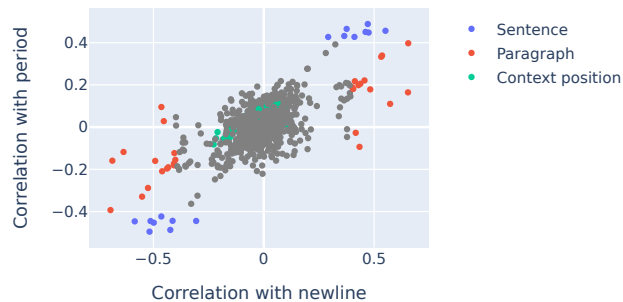 Correlation with period
0.4
0.2
0
−0.2
−0.4
−0.5
0
0.5
Correlation with newline
Sentence
Paragraph
Context position